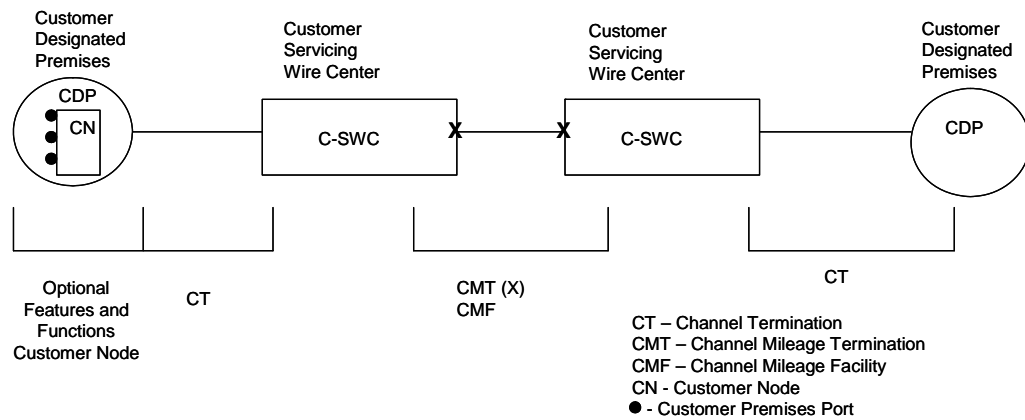 Customer
Designated
Premises
Customer
Servicing
Wire Center
Customer
Servicing
Wire Center
Customer
Designated
Premises
CDP
CN
C-SWC
X
X
C-SWC
CDP
Optional
Features and
Functions
Customer Node
CT
CMT (X)
CMF
CT
CT – Channel Termination
CMT – Channel Mileage Termination
CMF – Channel Mileage Facility
CN - Customer Node
● - Customer Premises Port